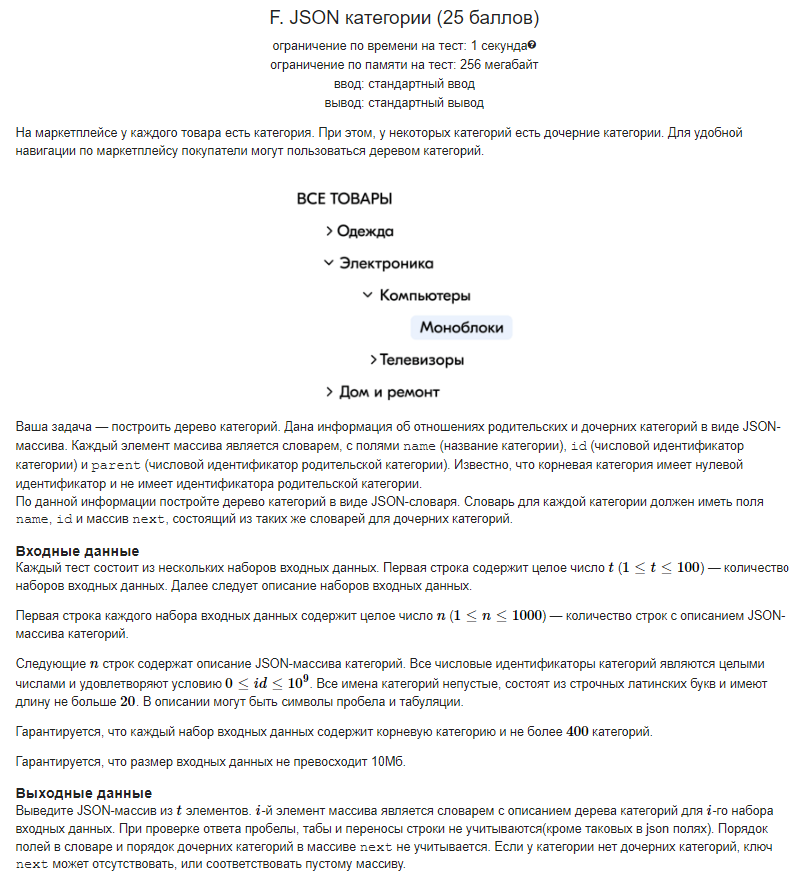 F. JSON категории (25 баллов)
ограничение по времени на тест: 1 секунда?
ограничение по памяти на тест: 256 мегабайт
ввод: стандартный ввод
вывод: стандартный вывод
На маркетплейсе у каждого товара есть категория. При этом, у некоторых категорий есть дочерние категории. Для удобной
навигации по маркетплейсу покупатели могут пользоваться деревом категорий.
ВСЕ ТОВАРЫ
Одежда
Электроника
Компьютеры
Моноблоки
Телевизоры
Дом и ремонт
Ваша задача — построить дерево категорий. Дана информация об отношениях родительских и дочерних категорий в виде JSON-
массива. Каждый элемент массива является словарем, с полями name (название категории), id (числовой идентификатор
категории) и parent (числовой идентификатор родительской категории). Известно, что корневая категория имеет нулевой
идентификатор и не имеет идентификатора родительской категории.
По данной информации постройте дерево категорий в виде JSON-словаря. Словарь для каждой категории должен иметь поля
name, id и массив next, состоящий из таких же словарей для дочерних категорий.
Входные данные
Каждый тест состоит из нескольких наборов входных данных. Первая строка содержит целое число t (1 ≤ t ≤ 100) — количество
наборов входных данных. Далее следует описание наборов входных данных.
Первая строка каждого набора входных данных содержит целое число n (1 ≤ n ≤ 1000) — количество строк с описанием JSON-
массива категорий.
Следующие n строк содержат описание JSON-массива категорий. Все числовые идентификаторы категорий являются целыми
числами и удовлетворяют условию 0 ≤ id ≤ 10⁹. Все имена категорий непустые, состоят из строчных латинских букв и имеют
длину не больше 20. В описании могут быть символы пробела и табуляции.
Гарантируется, что каждый набор входных данных содержит корневую категорию и не более 400 категорий.
Гарантируется, что размер входных данных не превосходит 10Мб.
Выходные данные
Выведите JSON-массив из t элементов. i-й элемент массива является словарем с описанием дерева категорий для i-го набора
входных данных. При проверке ответа пробелы, табы и переносы строки не учитываются(кроме таковых в json полях). Порядок
полей в словаре и порядок дочерних категорий в массиве next не учитывается. Если у категории нет дочерних категорий, ключ
next может отсутствовать, или соответствовать пустому массиву.